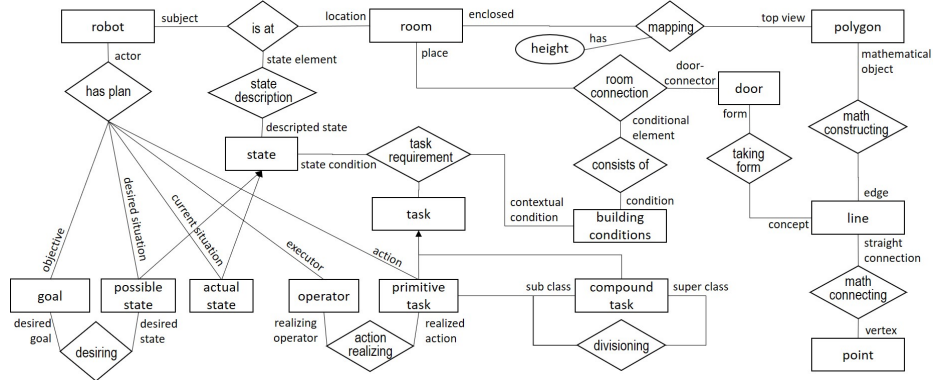 robot
subject
is at
location
room
enclosed
mapping
top view
polygon
has
height
actor
state element
place
mathematical
object
has plan
state
description
room
connection
door-
connector
door
math
constructing
descripted state
conditional
element
form
state
state condition
task
requirement
consists of
taking
form
task
contextual
condition
condition
building
conditions
edge
concept
line
straight
connection
objective
desired situation
current situation
executor
action
goal
possible
state
actual
state
operator
primitive
task
sub class
compound
task
super class
math
connecting
desired
goal
desiring
desired
state
realizing
operator
action
realizing
realized
action
divisioning
vertex
point